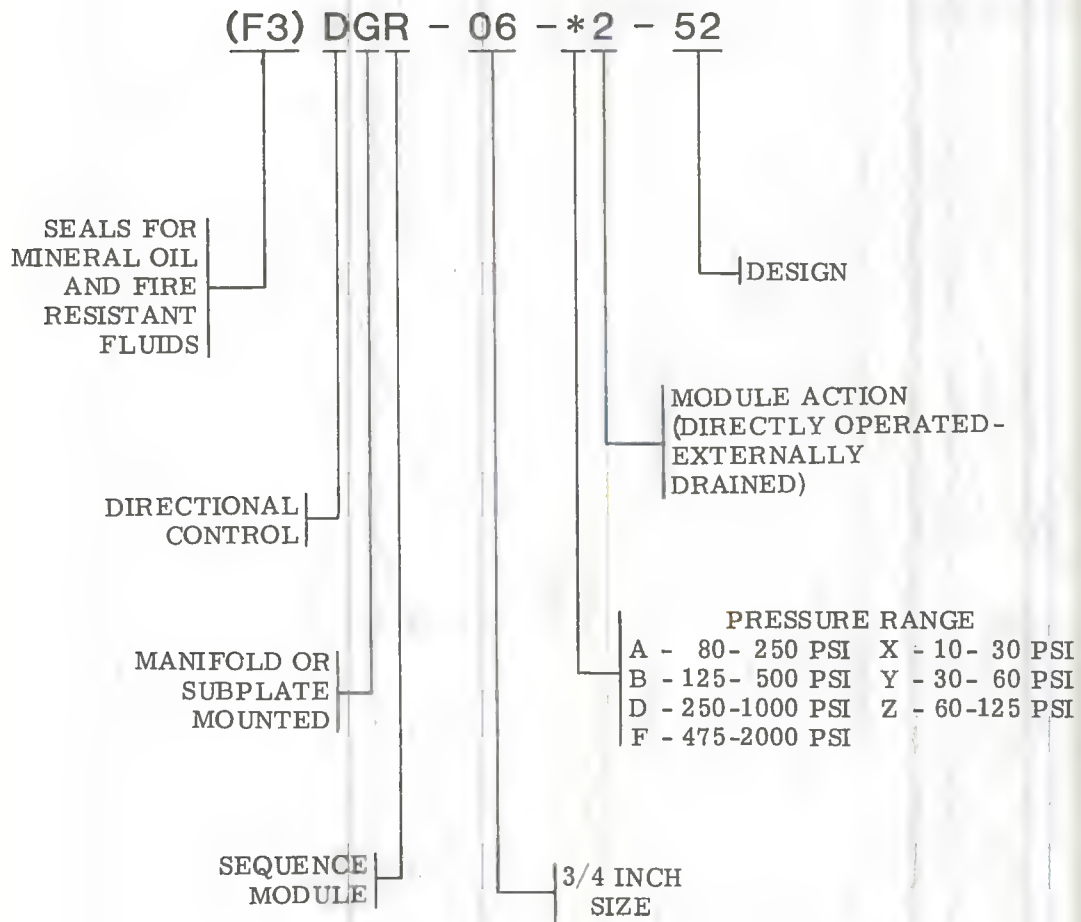 (F3) DGR - 06 - *2 - 52
SEALS FOR
MINERAL OIL
AND FIRE
RESISTANT
FLUIDS
DESIGN
MODULE ACTION
(DIRECTLY OPERATED-
EXTERNALLY
DRAINED)
DIRECTIONAL
CONTROL
PRESSURE RANGE
A - 80- 250 PSI X - 10- 30 PSI
B - 125- 500 PSI Y - 30- 60 PSI
D - 250-1000 PSI Z - 60-125 PSI
F - 475-2000 PSI
MANIFOLD OR
SUBPLATE
MOUNTED
SEQUENCE
MODULE
3/4 INCH
SIZE